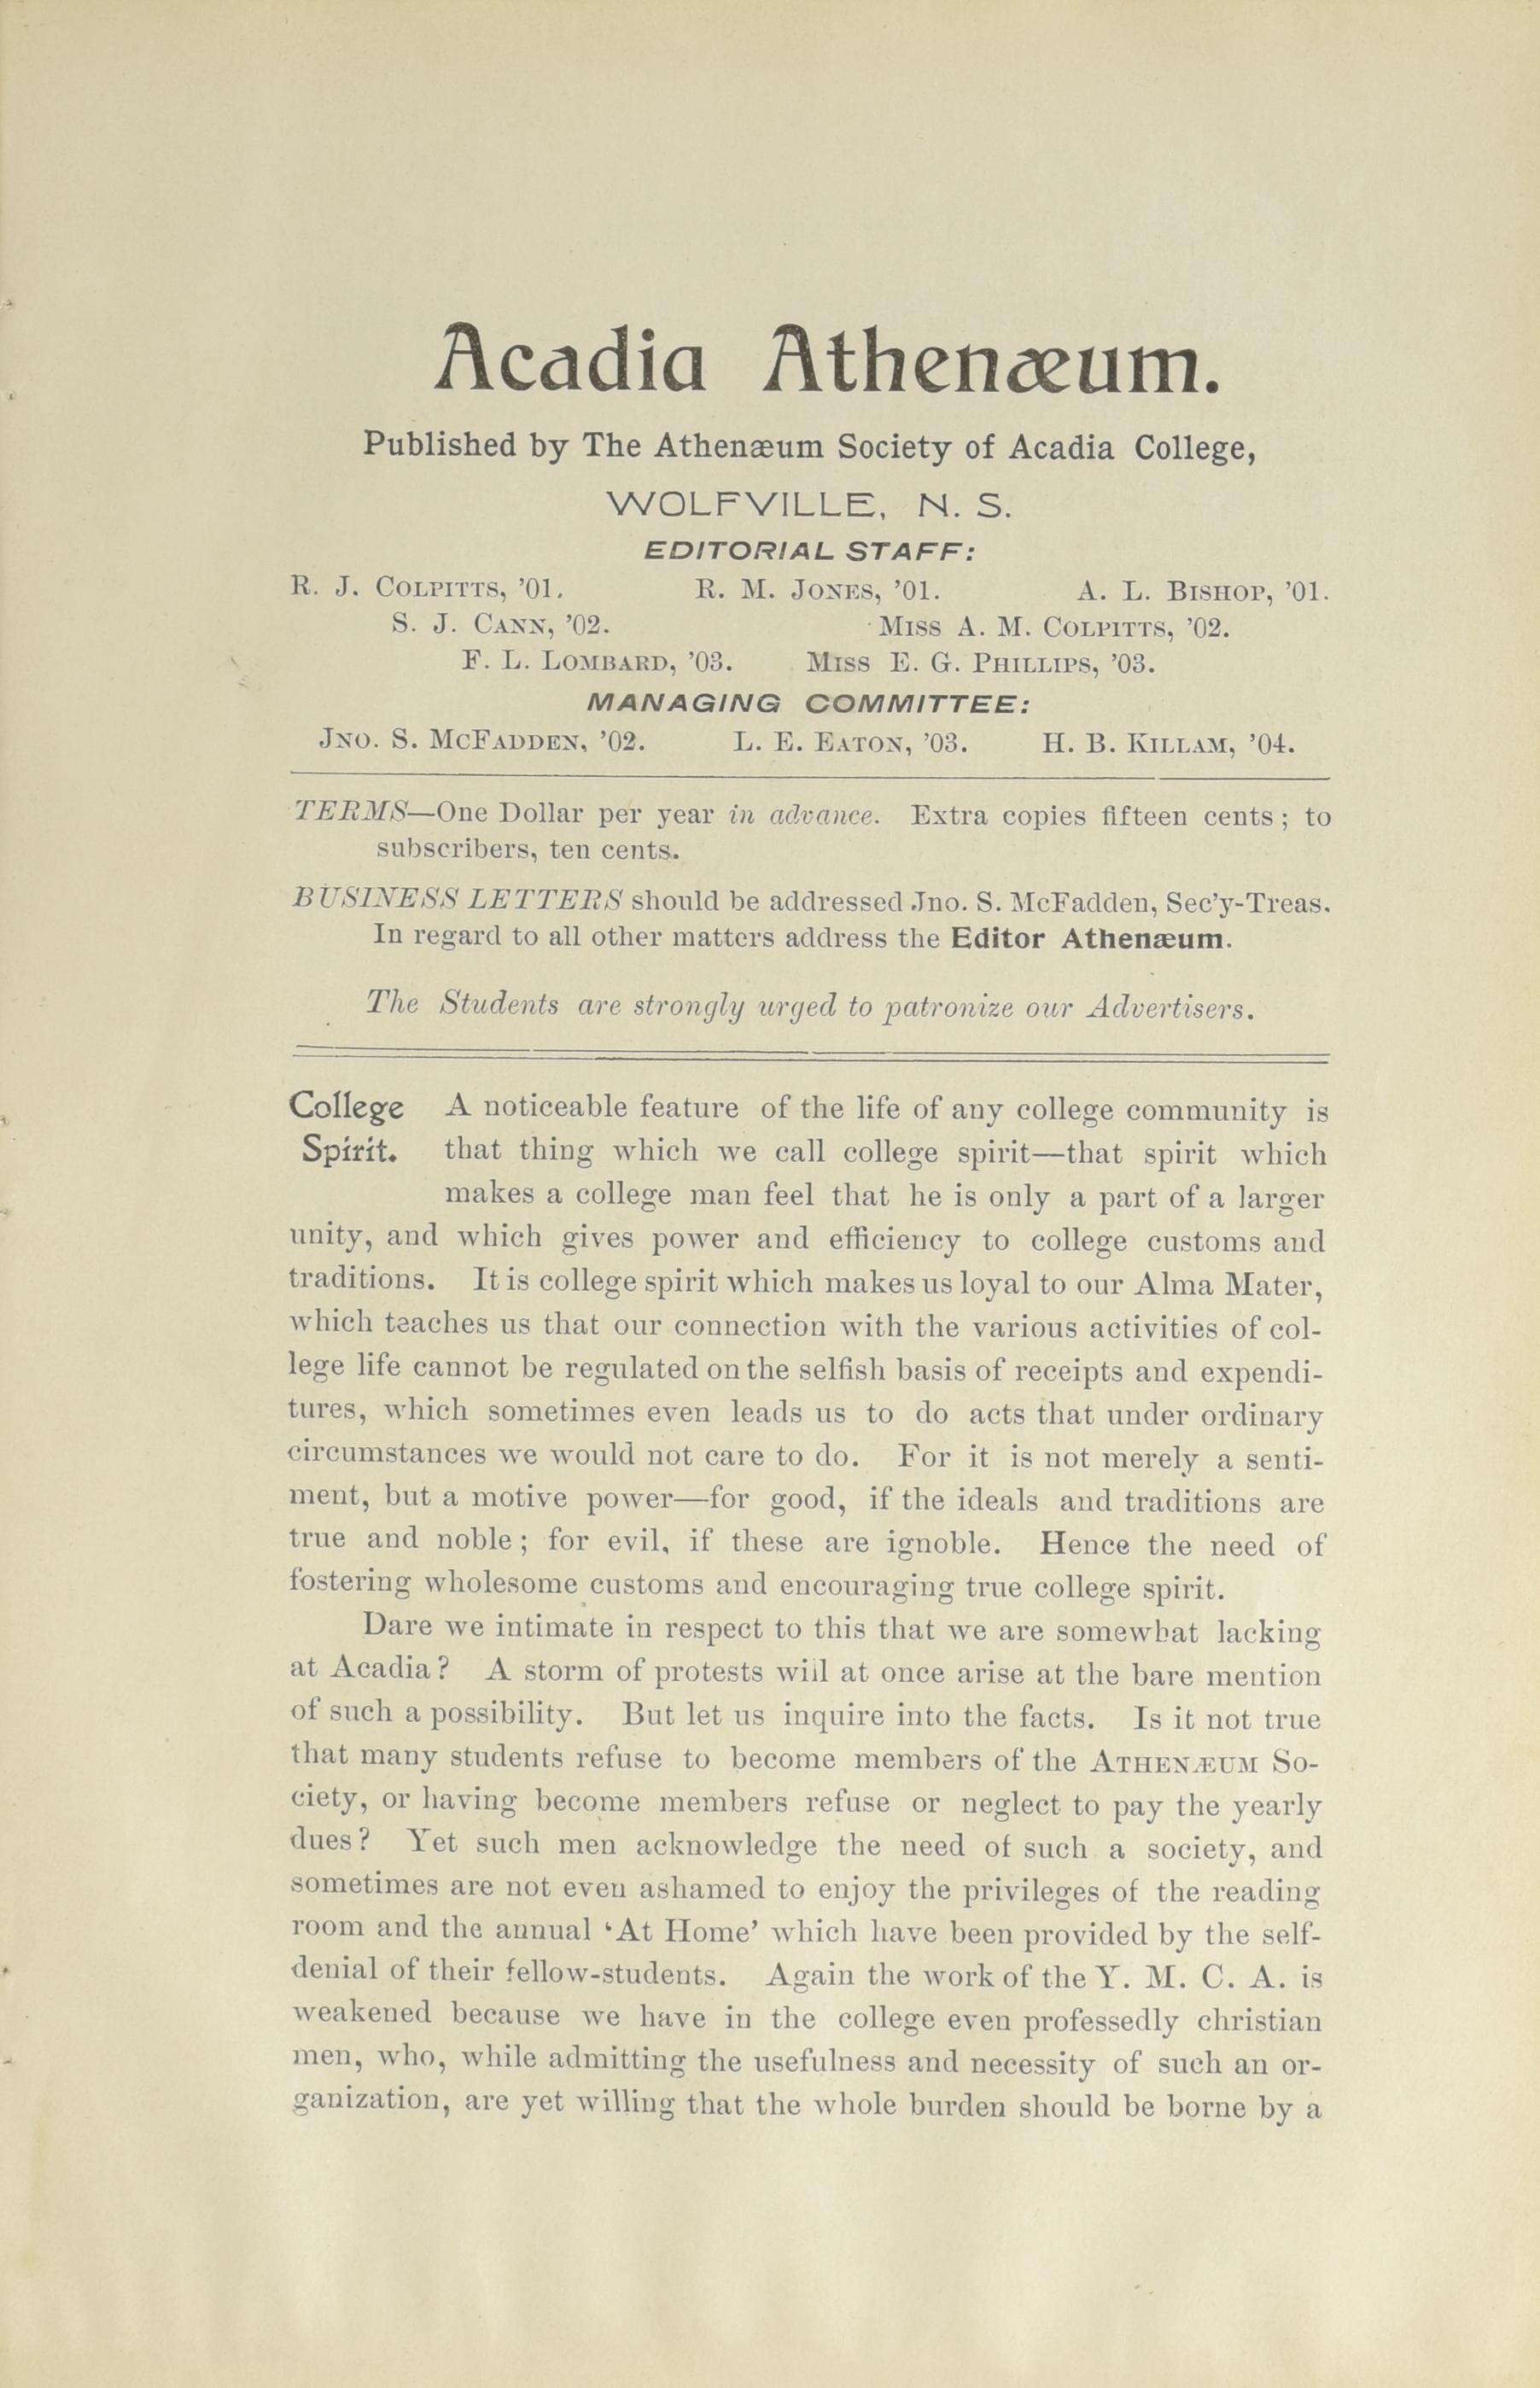 Acadia Athenæum.
Published by The Athenæum Society of Acadia College,
WOLFVILLE, N. S.
EDITORIAL STAFF:
R. J. COLPITTS, '01. R. M. JONES, '01. A. L. BISHOP, '01.
S. J. CANN, '02. MISS A. M. COLPITTS, '02.
F. L. LOMBARD, '03. MISS E. G. PHILLIPS, '03.
MANAGING COMMITTEE:
JNO. S. MCFADDEN, '02. L. E. EATON, '03. H. B. KILLAM, '04.
TERMS—One Dollar per year in advance. Extra copies fifteen cents; to
subscribers, ten cents.
BUSINESS LETTERS should be addressed Jno. S. McFadden, Sec'y-Treas.
In regard to all other matters address the Editor Athenæum.
The Students are strongly urged to patronize our Advertisers.
College A noticeable feature of the life of any college community is
Spirit. that thing which we call college spirit—that spirit which
makes a college man feel that he is only a part of a larger
unity, and which gives power and efficiency to college customs and
traditions. It is college spirit which makes us loyal to our Alma Mater,
which teaches us that our connection with the various activities of col-
lege life cannot be regulated on the selfish basis of receipts and expendi-
tures, which sometimes even leads us to do acts that under ordinary
circumstances we would not care to do. For it is not merely a senti-
ment, but a motive power—for good, if the ideals and traditions are
true and noble; for evil, if these are ignoble. Hence the need of
fostering wholesome customs and encouraging true college spirit.
Dare we intimate in respect to this that we are somewhat lacking
at Acadia? A storm of protests will at once arise at the bare mention
of such a possibility. But let us inquire into the facts. Is it not true
that many students refuse to become members of the ATHENÆUM So-
ciety, or having become members refuse or neglect to pay the yearly
dues? Yet such men acknowledge the need of such a society, and
sometimes are not even ashamed to enjoy the privileges of the reading
room and the annual 'At Home' which have been provided by the self-
denial of their fellow-students. Again the work of the Y. M. C. A. is
weakened because we have in the college even professedly christian
men, who, while admitting the usefulness and necessity of such an or-
ganization, are yet willing that the whole burden should be borne by a